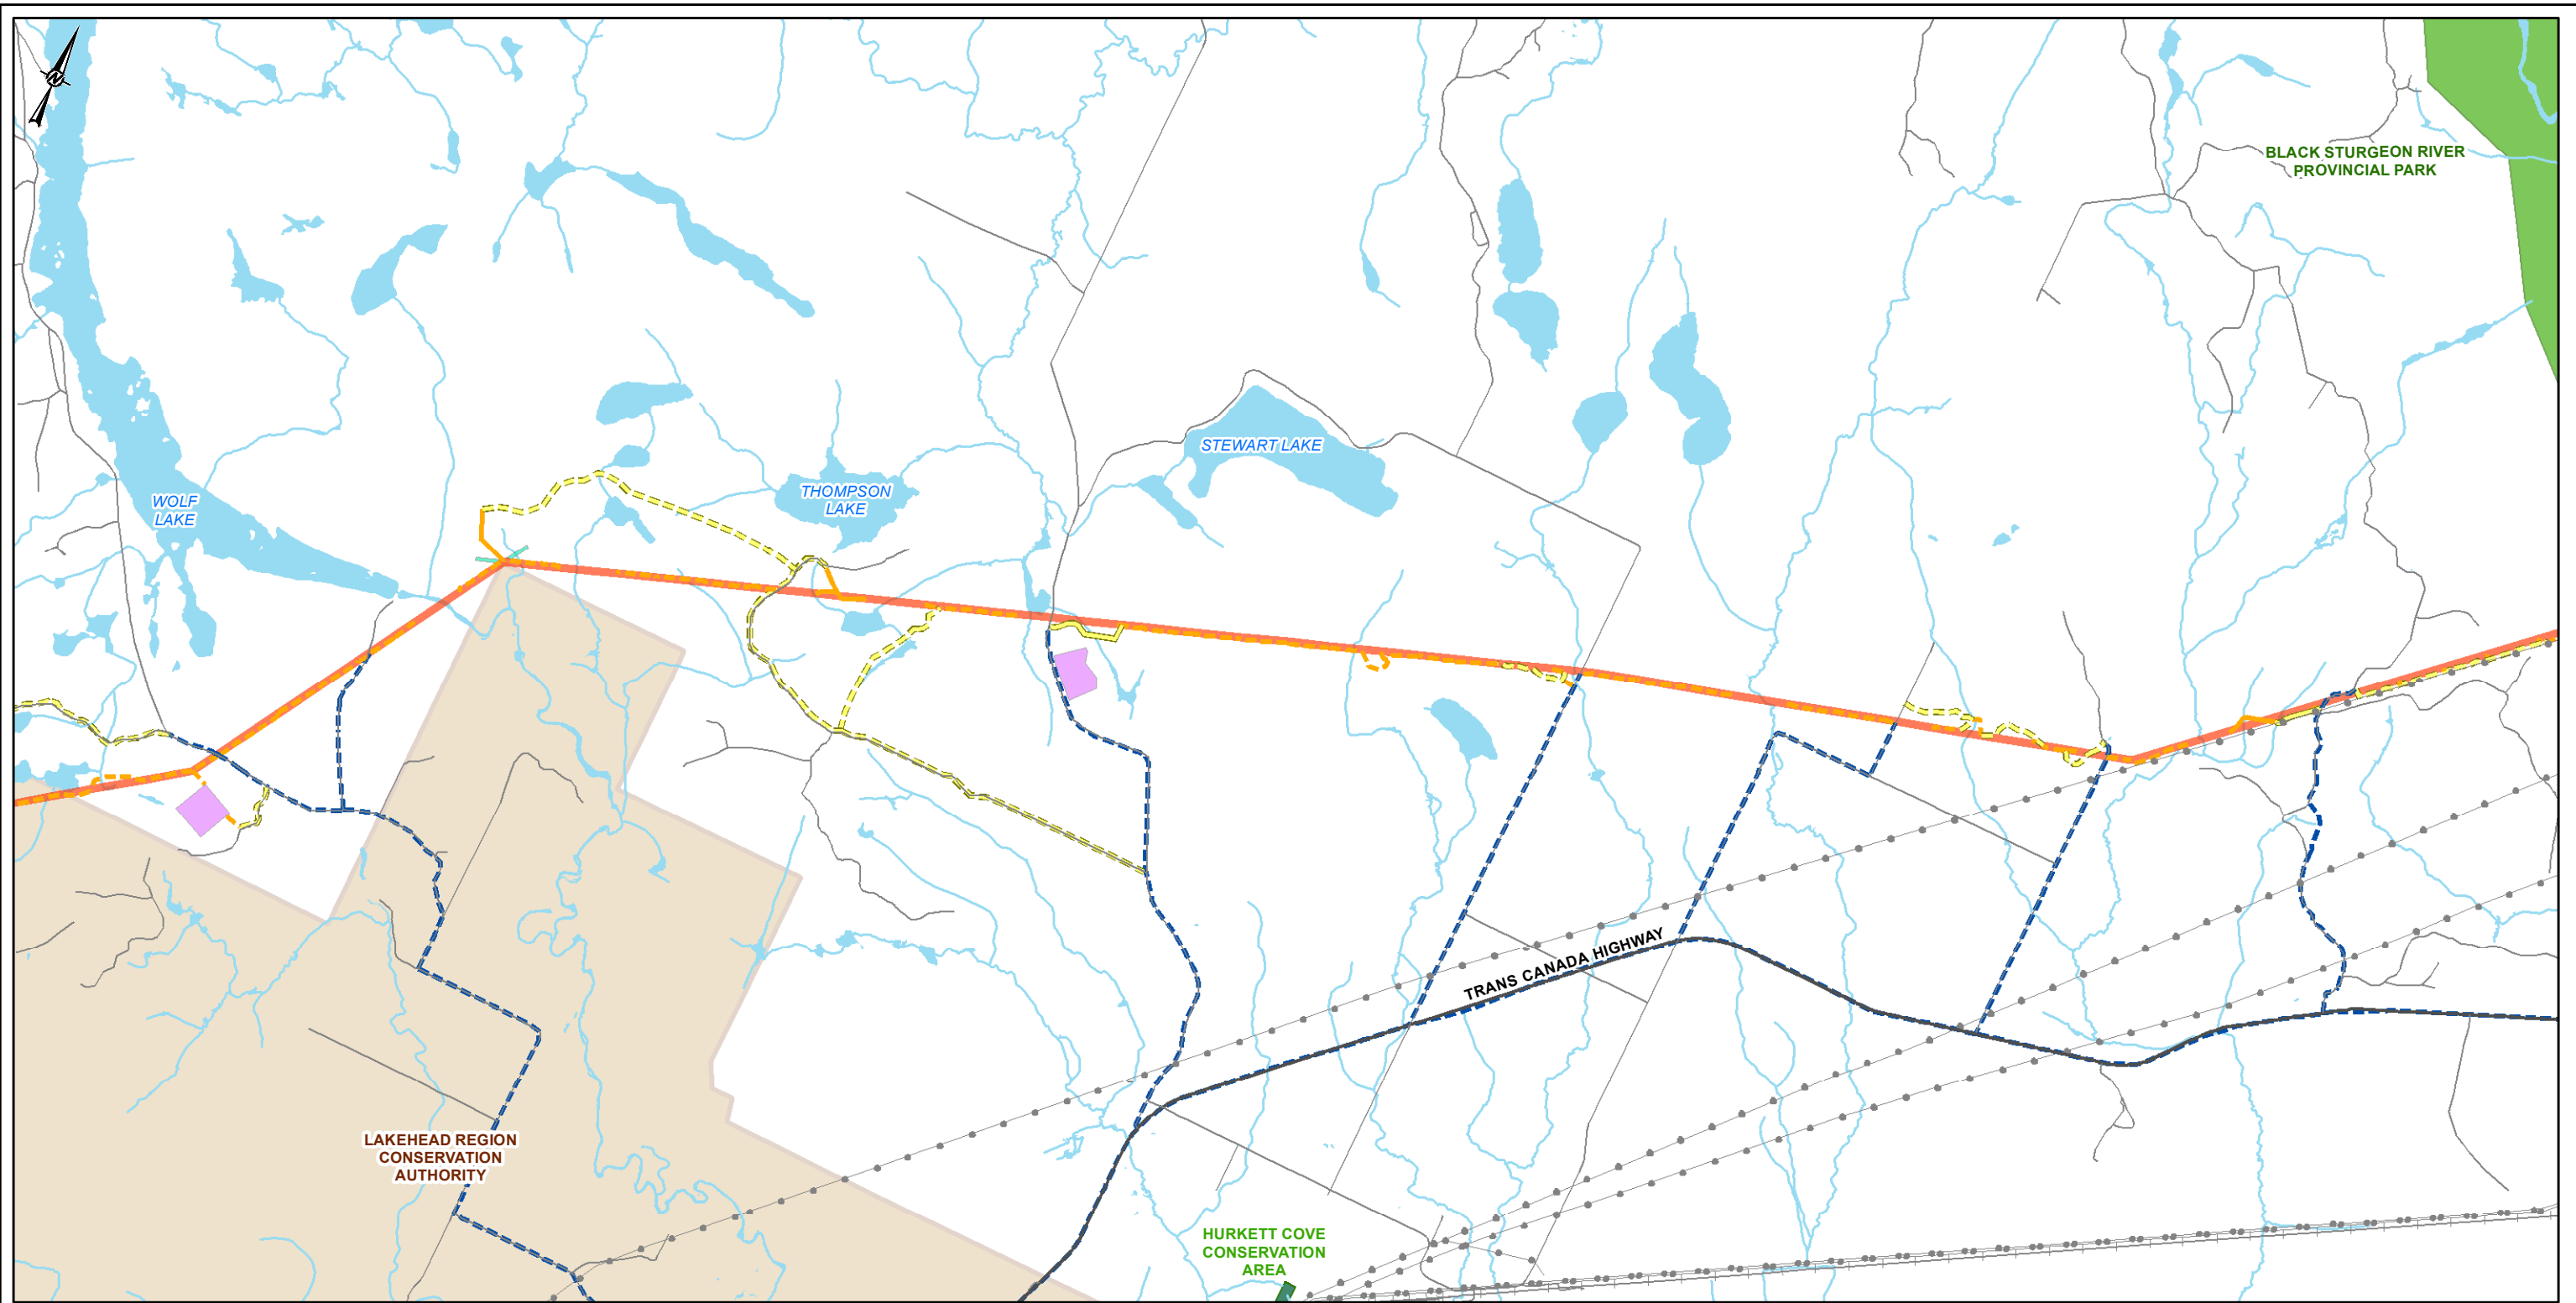 N
BLACK STURGEON RIVER
PROVINCIAL PARK
STEWART LAKE
THOMPSON
LAKE
WOLF
LAKE
TRANS CANADA HIGHWAY
LAKEHEAD REGION
CONSERVATION
AUTHORITY
HURKETT COVE
CONSERVATION
AREA